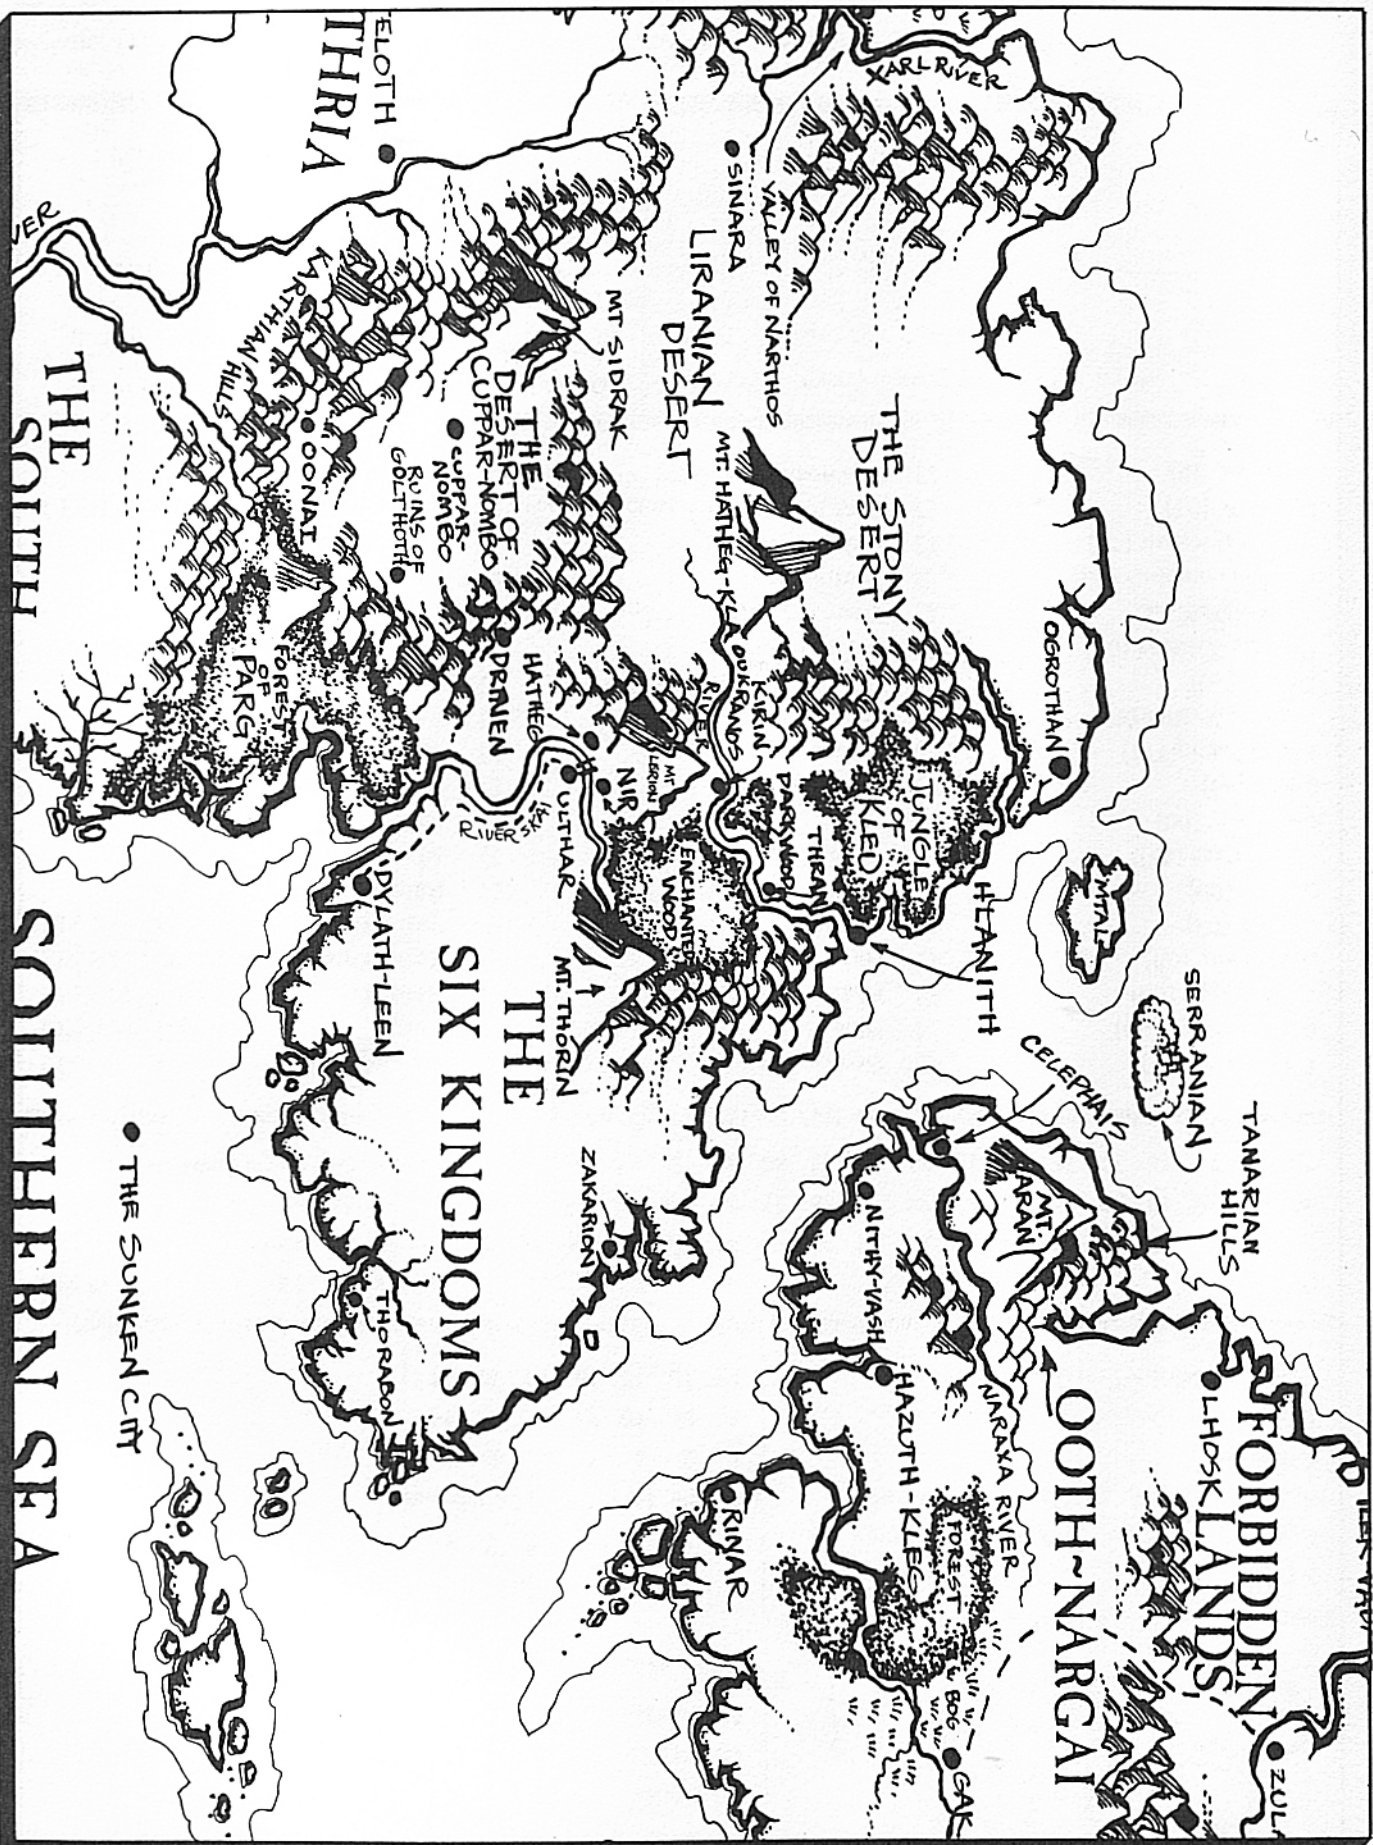 XARL RIVER
OGROTHAN
MTAL
SERRANIAN
TANARIAN
HILLS
FORBIDDEN
LANDS
LHOSK
ZUL
THE STONY
DESERT
VALLEY OF NARTHOS
SINARA
LIRANIAN
DESERT
MT. HATHEG-KLA
OUKRANOS
RIVER
KIRIN
JUNGLE
OF
KLED
THRAN
DARKWOOD
HLANITH
CELEPHAIS
MT
ARAN
NITHY-VASH
OOTH~NARGAI
NARAXA RIVER
HAZUTH-KLEG
FOREST
BOG
GAK
RINAR
ELOTH
THRIA
MT SIDRAK
THE
DESERT OF
CUPPAR-NOMBO
CUPPAR-
NOMBO
RUINS OF
GOLTHOTH
KARTHIAN HILLS
OONAI
DRINEN
HATHEG
MT
LERION
NIR
ULTHAR
RIVER SKAI
ENCHANTED
WOOD
MT. THORIN
FOREST
OF
PARG
DYLATH-LEEN
THE
SIX KINGDOMS
ZAKARION
THORABON
VER
THE
SOUTH
SOUTHERN SEA
THE SUNKEN CITY